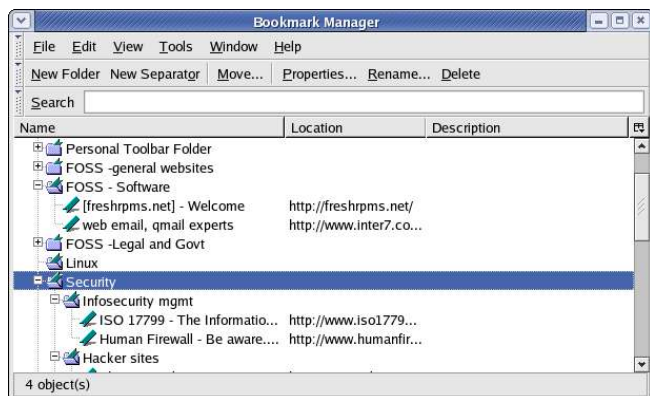 Bookmark Manager
File Edit View Tools Window Help
New Folder New Separator Move... Properties... Rename... Delete
Search
Name Location Description
Personal Toolbar Folder
FOSS -general websites
FOSS - Software
[freshrpms.net] - Welcome http://freshrpms.net/
web email, qmail experts http://www.inter7.co...
FOSS -Legal and Govt
Linux
Security
Infosecurity mgmt
ISO 17799 - The Informatio... http://www.iso1779...
Human Firewall - Be aware.... http://www.humanfir...
Hacker sites
4 object(s)